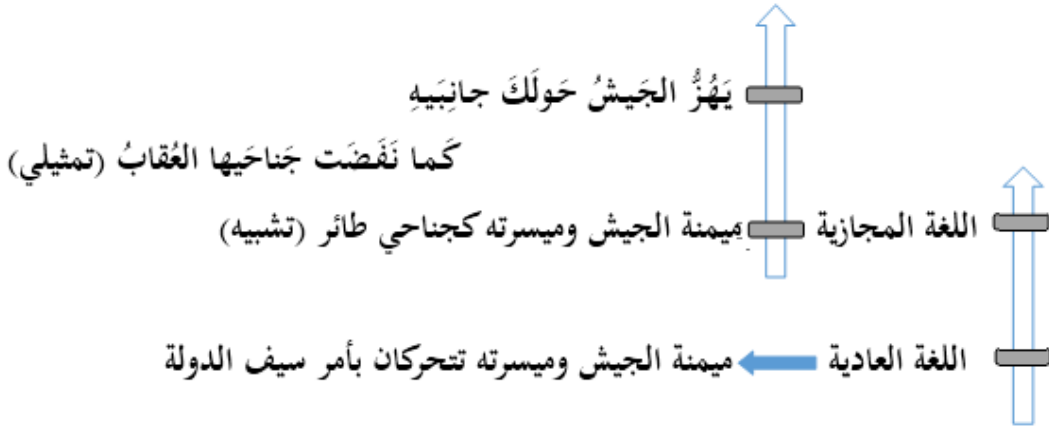 يَهُزُّ الجَيشُ حَولَكَ جانِبَيهِ
كَما نَفَضَت جَناحَيها العُقابُ (تمثيلي)
اللغة المجازية ميمنة الجيش وميسرته كجناحي طائر (تشبيه)
اللغة العادية ميمنة الجيش وميسرته تتحركان بأمر سيف الدولة